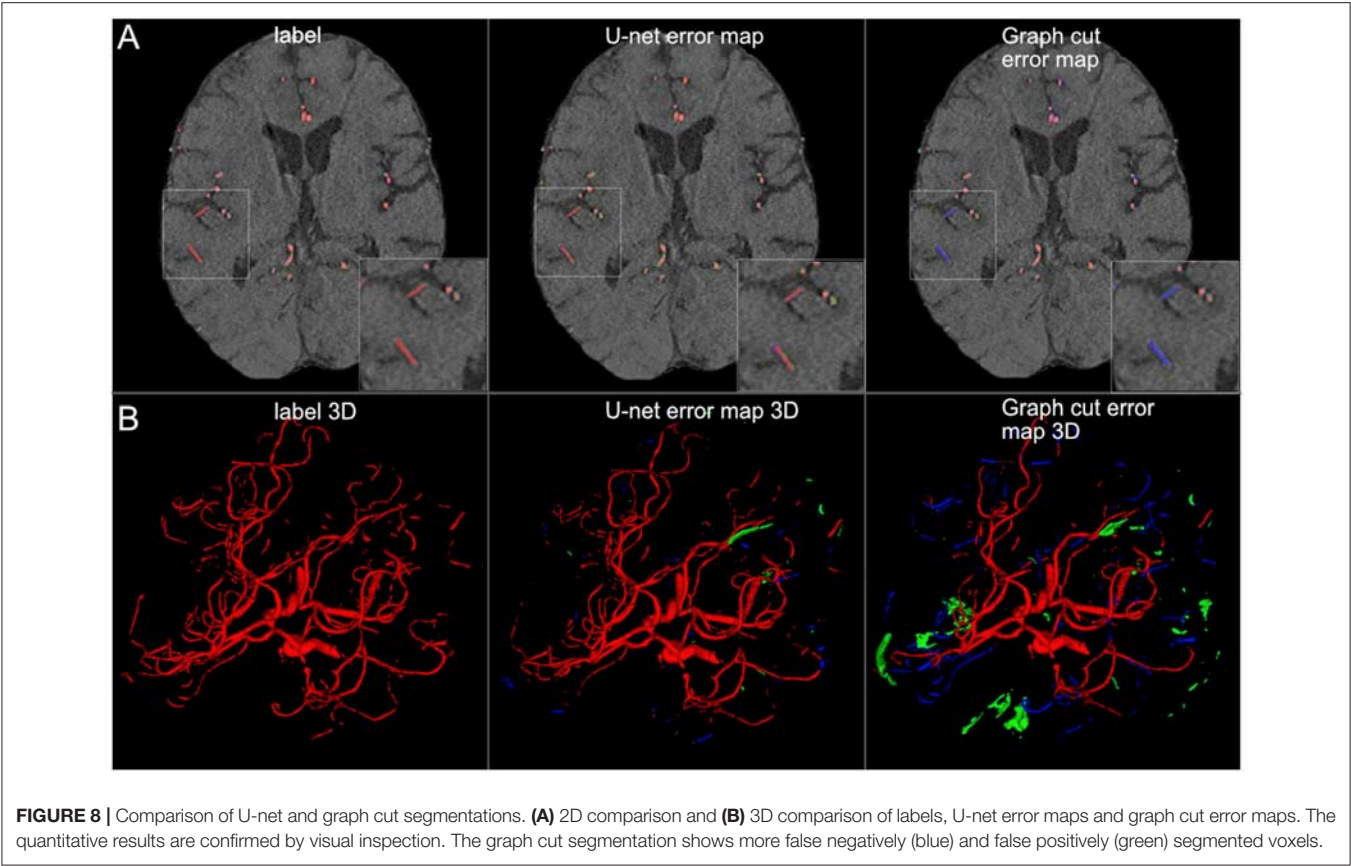 A
label
U-net error map
Graph cut
error map
B
label 3D
U-net error map 3D
Graph cut error
map 3D
FIGURE 8 | Comparison of U-net and graph cut segmentations. (A) 2D comparison and (B) 3D comparison of labels, U-net error maps and graph cut error maps. The
quantitative results are confirmed by visual inspection. The graph cut segmentation shows more false negatively (blue) and false positively (green) segmented voxels.